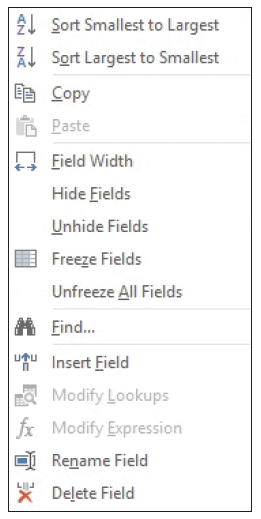 Sort Smallest to Largest
Sort Largest to Smallest
Copy
Paste
Field Width
Hide Fields
Unhide Fields
Freeze Fields
Unfreeze All Fields
Find...
Insert Field
Modify Lookups
Modify Expression
Rename Field
Delete Field